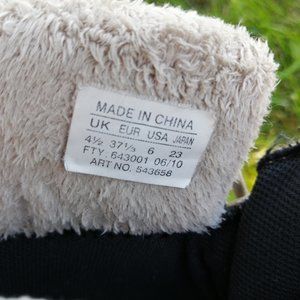 MADE IN CHINA
UK EUR USA JAPAN
4½ 37⅓ 6 23
FTY. 643001 06/10
ART NO. 543658